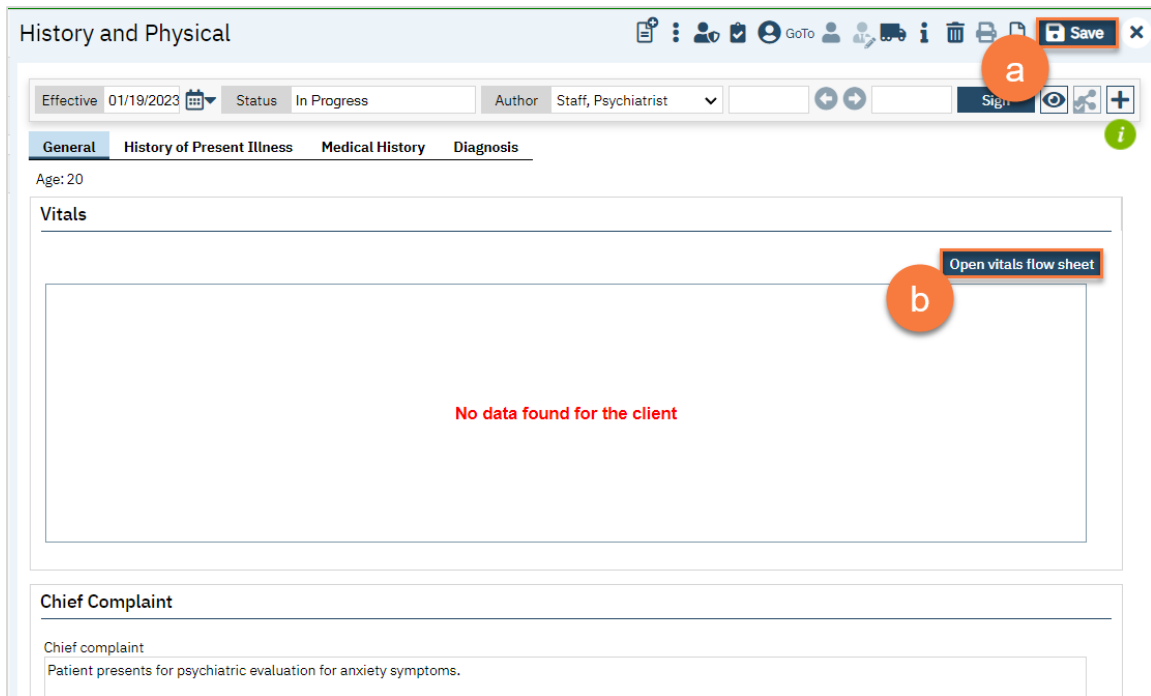 History and Physical
GoTo
Save
a
Effective 01/19/2023 Status In Progress Author Staff, Psychiatrist
Sign
i
General History of Present Illness Medical History Diagnosis
Age: 20
Vitals
Open vitals flow sheet
b
No data found for the client
Chief Complaint
Chief complaint
Patient presents for psychiatric evaluation for anxiety symptoms.